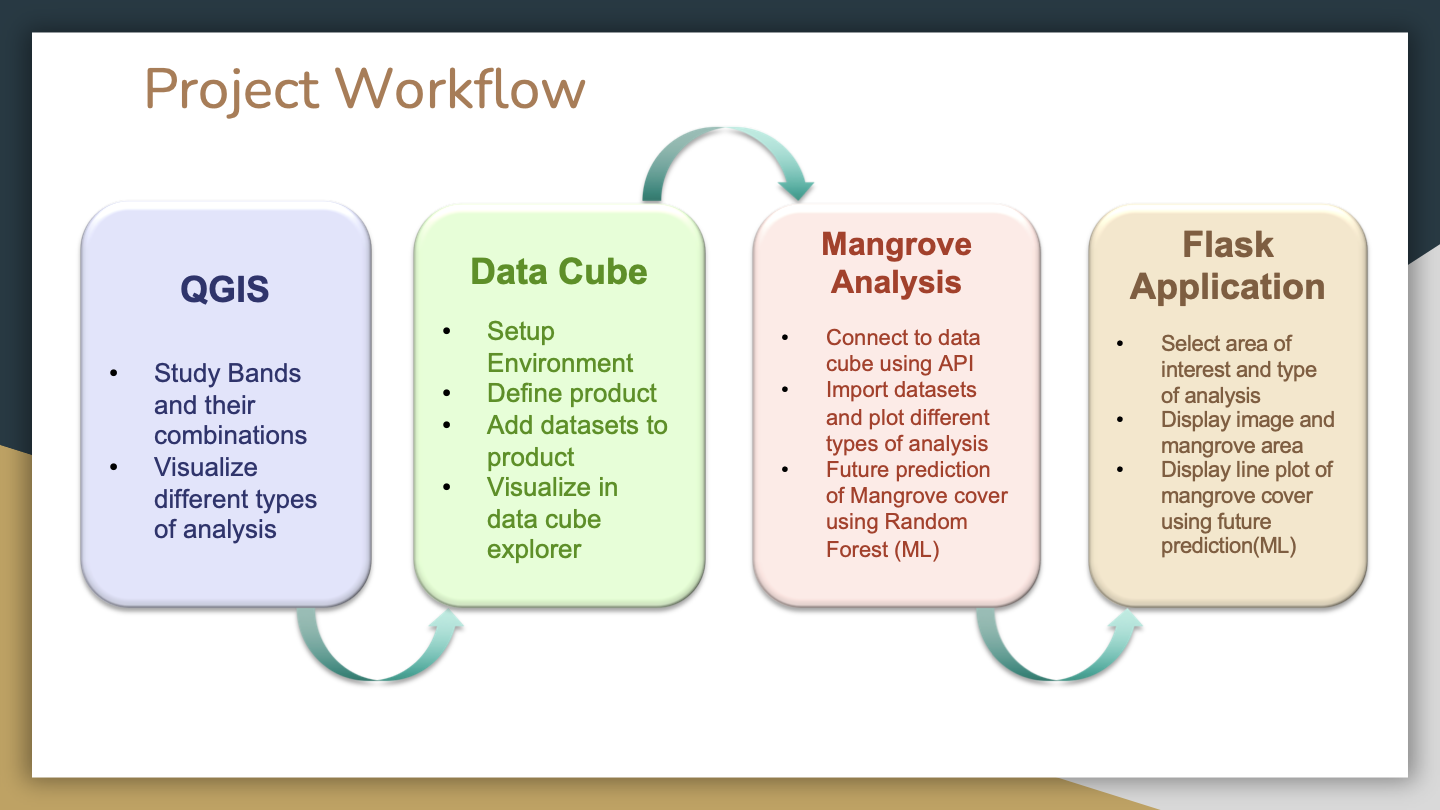 Project Workflow
QGIS
• Study Bands
and their
combinations
• Visualize
different types
of analysis
Data Cube
• Setup
Environment
• Define product
• Add datasets to
product
• Visualize in
data cube
explorer
Mangrove
Analysis
• Connect to data
cube using API
• Import datasets
and plot different
types of analysis
• Future prediction
of Mangrove cover
using Random
Forest (ML)
Flask
Application
• Select area of
interest and type
of analysis
• Display image and
mangrove area
• Display line plot of
mangrove cover
using future
prediction(ML)